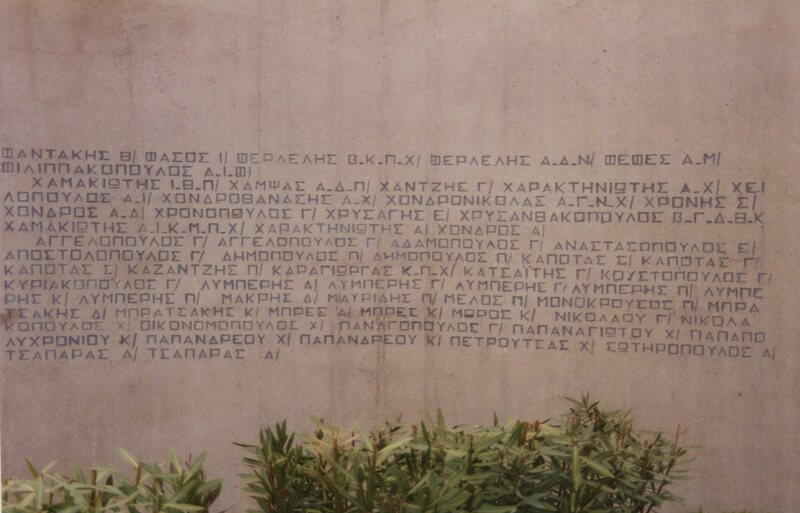 ΦΑΝΤΑΚΗΣ Θ/ ΦΑΣΟΣ Ι/ ΦΕΡΛΕΛΗΣ Β-Κ-Π-Χ/ ΦΕΡΛΕΛΗΣ Α-Δ-Ν/ ΦΕΦΕΣ Α-Μ/
ΦΙΛΙΠΠΑΚΟΠΟΥΛΟΣ Α-Ι-Φ/
ΧΑΜΑΚΙΩΤΗΣ Ι-Β-Π/ ΧΑΜΨΑΣ Α-Δ-Π/ ΧΑΝΤΖΗΣ Γ/ ΧΑΡΑΚΤΗΝΙΩΤΗΣ Α-Χ/ ΧΕΙ
ΛΟΠΟΥΛΟΣ Α-Ι/ ΧΟΝΔΡΟΘΑΝΑΣΗΣ Α-Χ/ ΧΟΝΔΡΟΝΙΚΟΛΑΣ Α-Γ-Ν-Χ/ ΧΡΟΝΗΣ Σ/
ΧΟΝΔΡΟΣ Α-Δ/ ΧΡΟΝΟΠΟΥΛΟΣ Γ/ ΧΡΥΣΑΓΗΣ Ε/ ΧΡΥΣΑΝΘΑΚΟΠΟΥΛΟΣ Β-Γ-Δ-Θ-Κ
ΧΑΜΑΚΙΩΤΗΣ Α-Ι-Κ-Μ-Π-Χ/ ΧΑΡΑΚΤΗΝΙΩΤΗΣ Α/ ΧΟΝΔΡΟΣ Α/
ΑΓΓΕΛΟΠΟΥΛΟΣ Γ/ ΑΓΓΕΛΟΠΟΥΛΟΣ Γ/ ΑΔΑΜΟΠΟΥΛΟΣ Γ/ ΑΝΑΣΤΑΣΟΠΟΥΛΟΣ Ε/
ΑΠΟΣΤΟΛΟΠΟΥΛΟΣ Γ/ ΔΗΜΟΠΟΥΛΟΣ Π/ ΔΗΜΟΠΟΥΛΟΣ Π/ ΚΑΠΟΤΑΣ Σ/ ΚΑΠΟΤΑΣ Γ/
ΚΑΠΟΤΑΣ Σ/ ΚΑΖΑΝΤΖΗΣ Π/ ΚΑΡΑΓΙΩΡΓΑΣ Κ-Π-Χ/ ΚΑΤΣΑΪΤΗΣ Γ/ ΚΟΥΣΤΟΠΟΥΛΟΣ Γ/
ΚΥΡΙΑΚΟΠΟΥΛΟΣ Γ/ ΛΥΜΠΕΡΗΣ Α/ ΛΥΜΠΕΡΗΣ Γ/ ΛΥΜΠΕΡΗΣ Γ/ ΛΥΜΠΕΡΗΣ Π/ ΛΥΜΠΕ
ΡΗΣ Κ/ ΛΥΜΠΕΡΗΣ Π/ ΜΑΚΡΗΣ Δ/ ΜΑΥΡΙΔΗΣ Π/ ΜΕΛΟΣ Π/ ΜΟΝΟΚΡΟΥΣΟΣ Π/ ΜΠΡΑ
ΤΣΑΚΗΣ Δ/ ΜΠΡΑΤΣΑΚΗΣ Κ/ ΜΠΡΕΣ Α/ ΜΠΡΕΣ Κ/ ΜΩΡΟΣ Κ/ ΝΙΚΟΛΑΟΥ Γ/ ΝΙΚΟΛΑ
ΚΟΠΟΥΛΟΣ Χ/ ΟΙΚΟΝΟΜΟΠΟΥΛΟΣ Χ/ ΠΑΝΑΓΟΠΟΥΛΟΣ Γ/ ΠΑΠΑΝΑΓΙΩΤΟΥ Χ/ ΠΑΠΑΠΟ
ΛΥΧΡΟΝΙΟΥ Κ/ ΠΑΠΑΝΔΡΕΟΥ Χ/ ΠΑΠΑΝΔΡΕΟΥ Κ/ ΠΕΤΡΟΥΤΣΑΣ Χ/ ΣΩΤΗΡΟΠΟΥΛΟΣ Α/
ΤΣΑΠΑΡΑΣ Α/ ΤΣΑΠΑΡΑΣ Α/